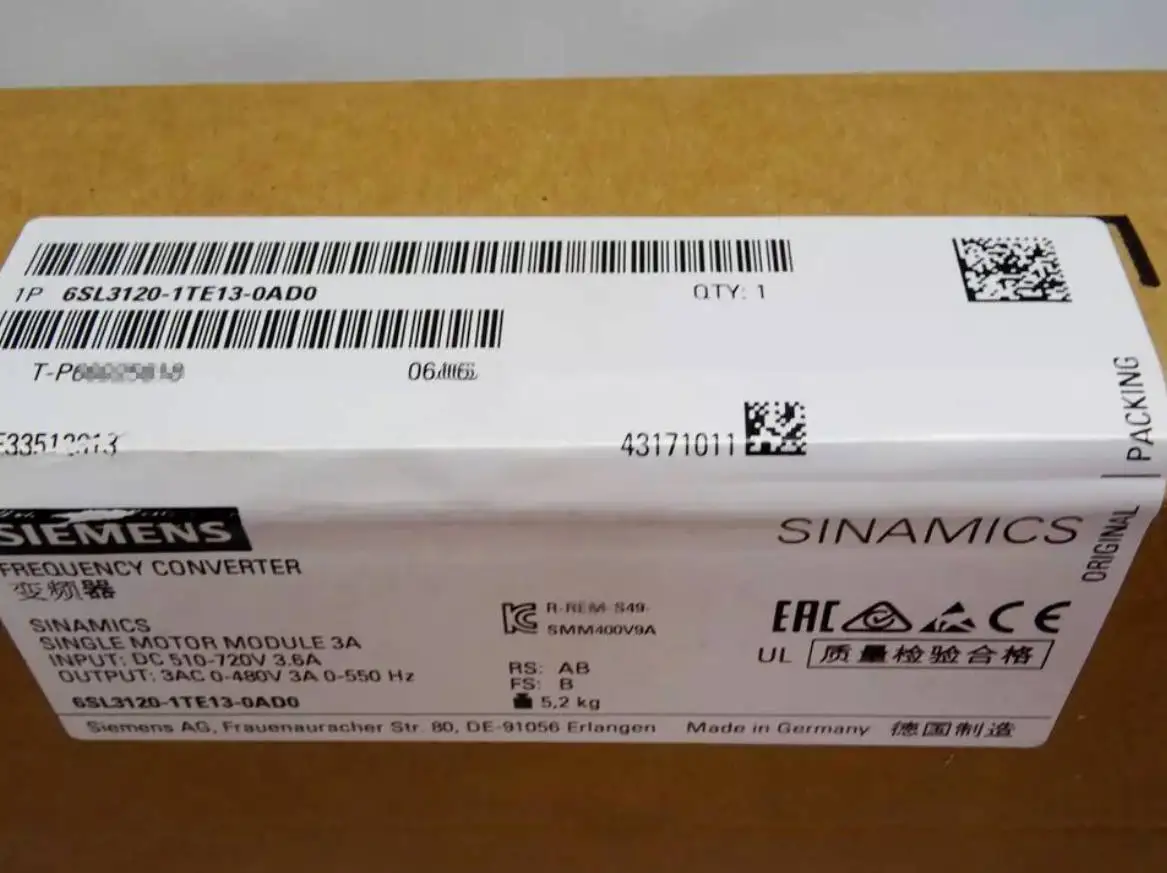 1P 6SL3120-1TE13-0AD0
QTY: 1
T-P6
06
43171011
ORIGINAL PACKING
SIEMENS
SINAMICS
FREQUENCY CONVERTER
变频器
SINAMICS
SINGLE MOTOR MODULE 3A
INPUT: DC 510-720V 3.6A
OUTPUT: 3AC 0-480V 3A 0-550 Hz
6SL3120-1TE13-0AD0
R-REM-S49-
SMM400V9A
RS: AB
FS: B
5,2 kg
EAC CE
UL 质量检验合格
Siemens AG, Frauenauracher Str. 80, DE-91056 Erlangen Made in Germany 德国制造